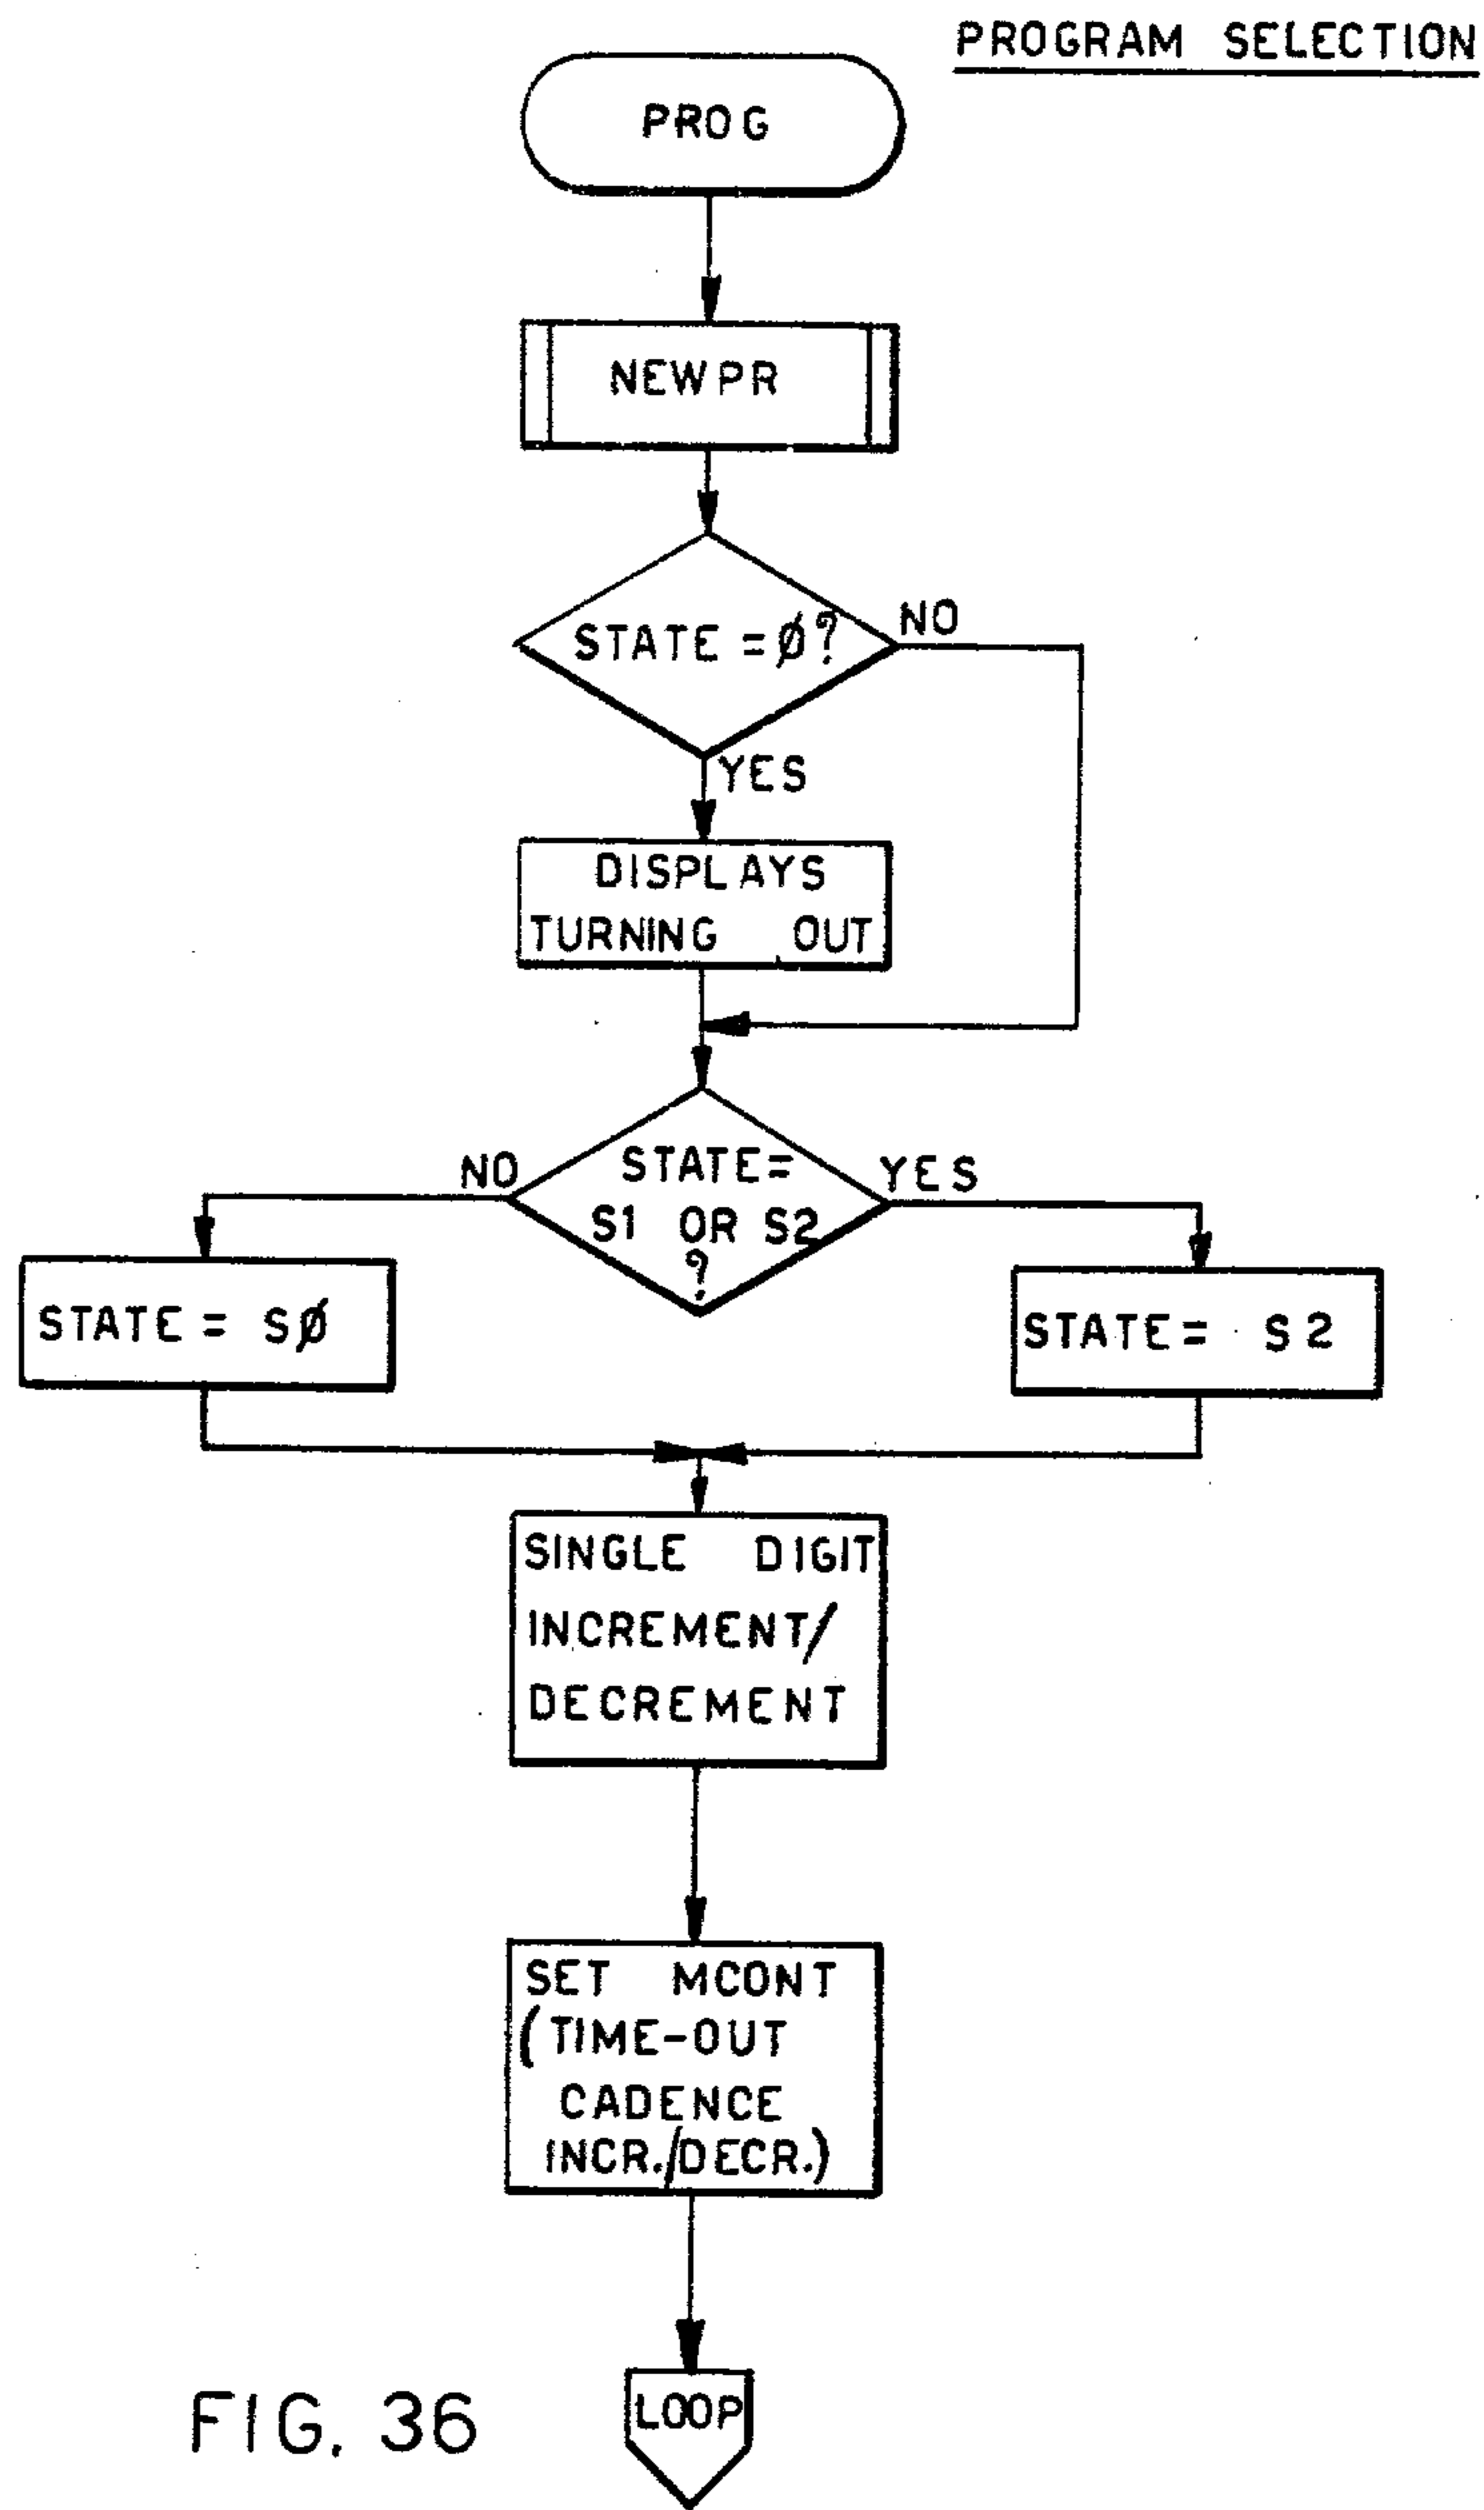 PROGRAM SELECTION
PROG
NEWPR
STATE =Ø?
NO
YES
DISPLAYS
TURNING OUT
NO
STATE=
S1 OR S2
?
YES
STATE = SØ
STATE= S2
SINGLE DIGIT
INCREMENT/
DECREMENT
SET MCONT
(TIME-OUT
CADENCE
INCR./DECR.)
LOOP
FIG. 36